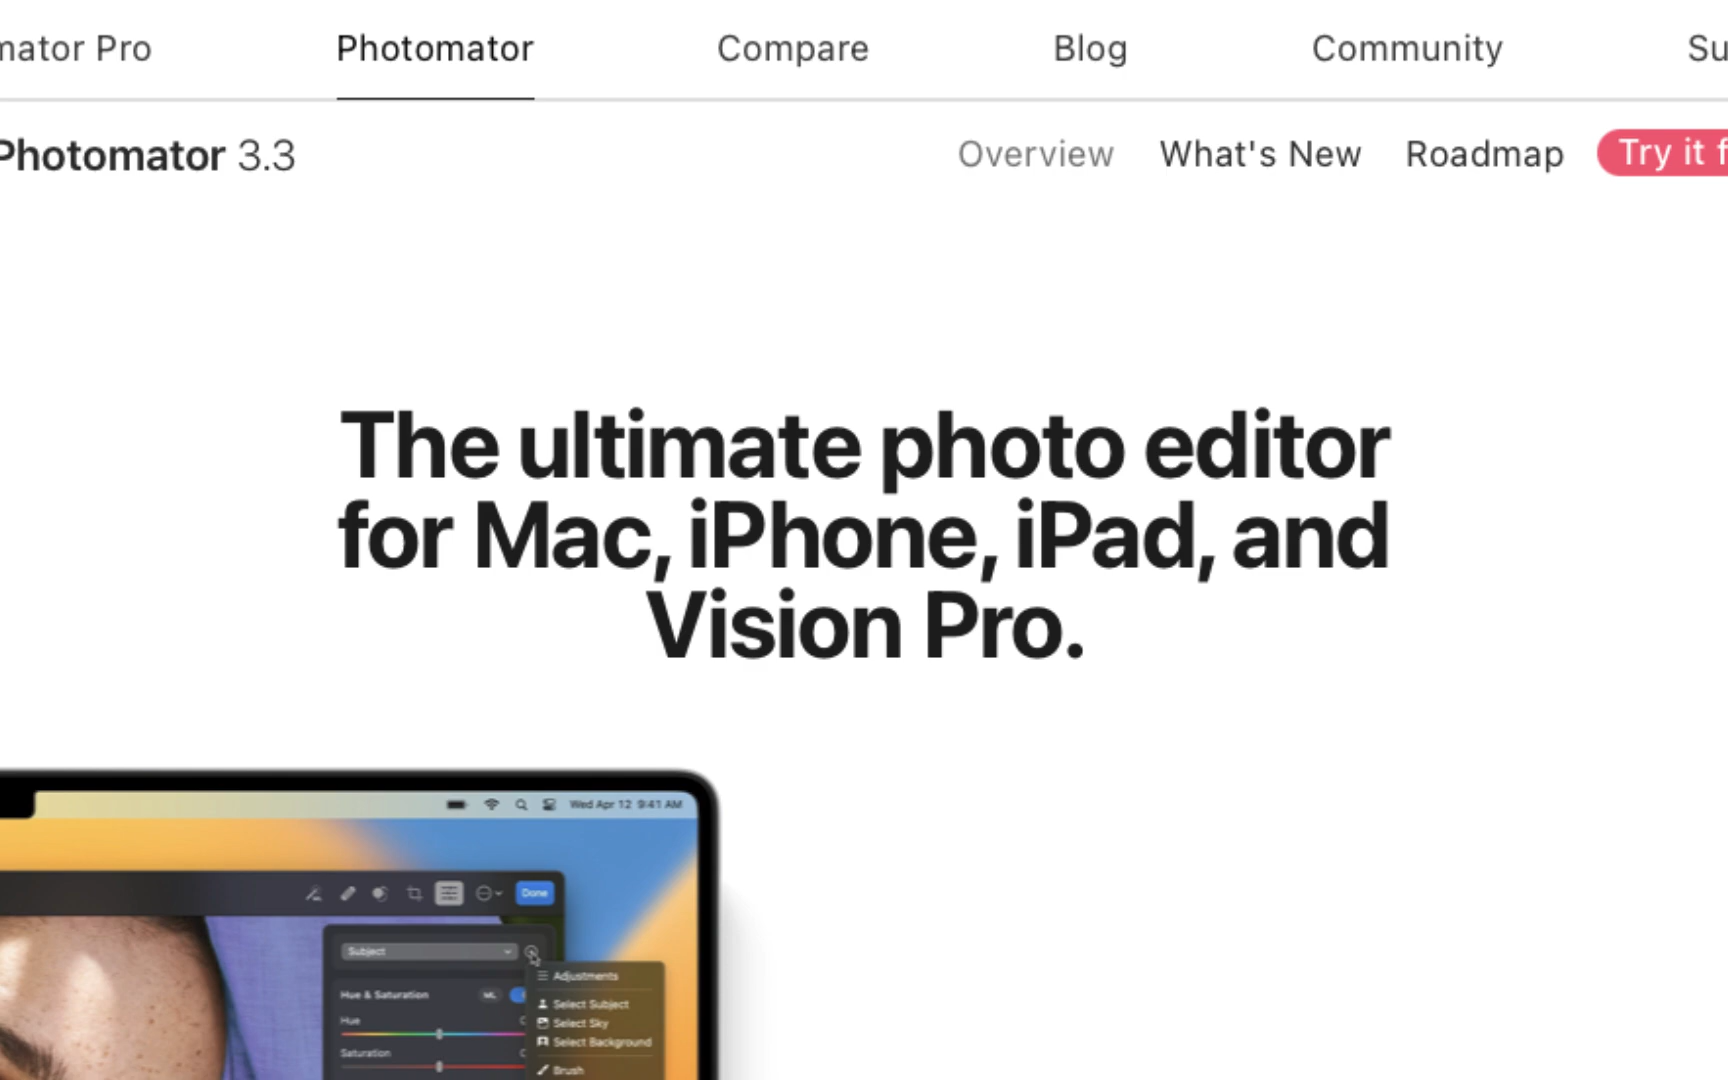 mator Pro
Photomator
Compare
Blog
Community
Su
Photomator 3.3
Overview
What's New
Roadmap
Try it f
The ultimate photo editor
for Mac, iPhone, iPad, and
Vision Pro.
Wed Apr 12 9:41 AM
Done
Subject
Adjustments
Hue & Saturation
ML
Select Subject
Hue
Select Sky
Select Background
Saturation
Brush